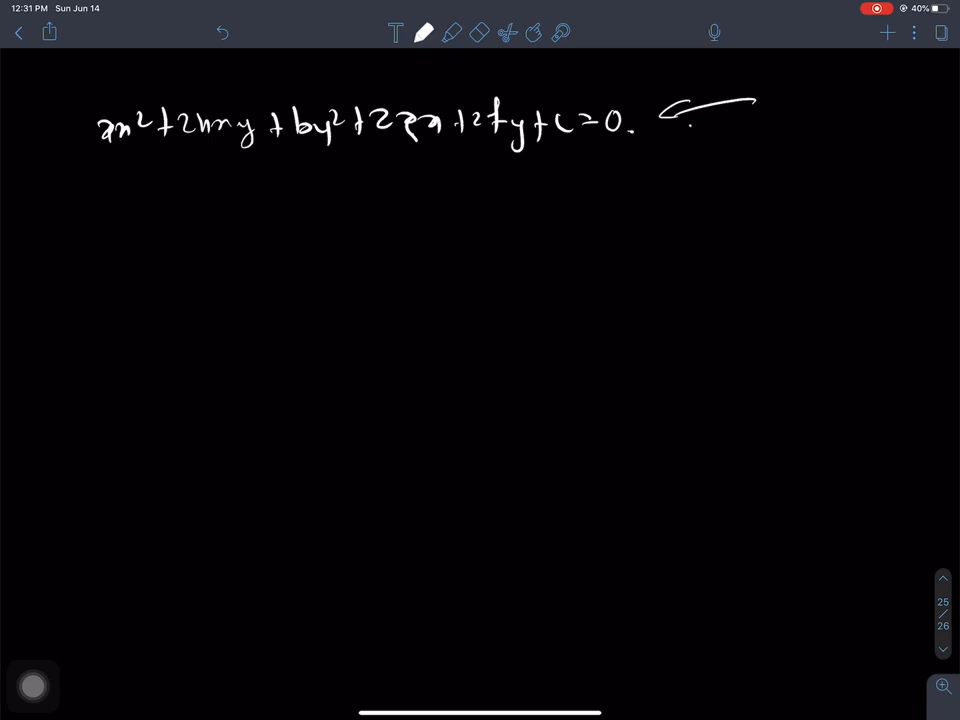 12:31 PM Sun Jun 14
40%
T
ax²+2hxy+by²+2gx+2fy+c=0.
25
/
26